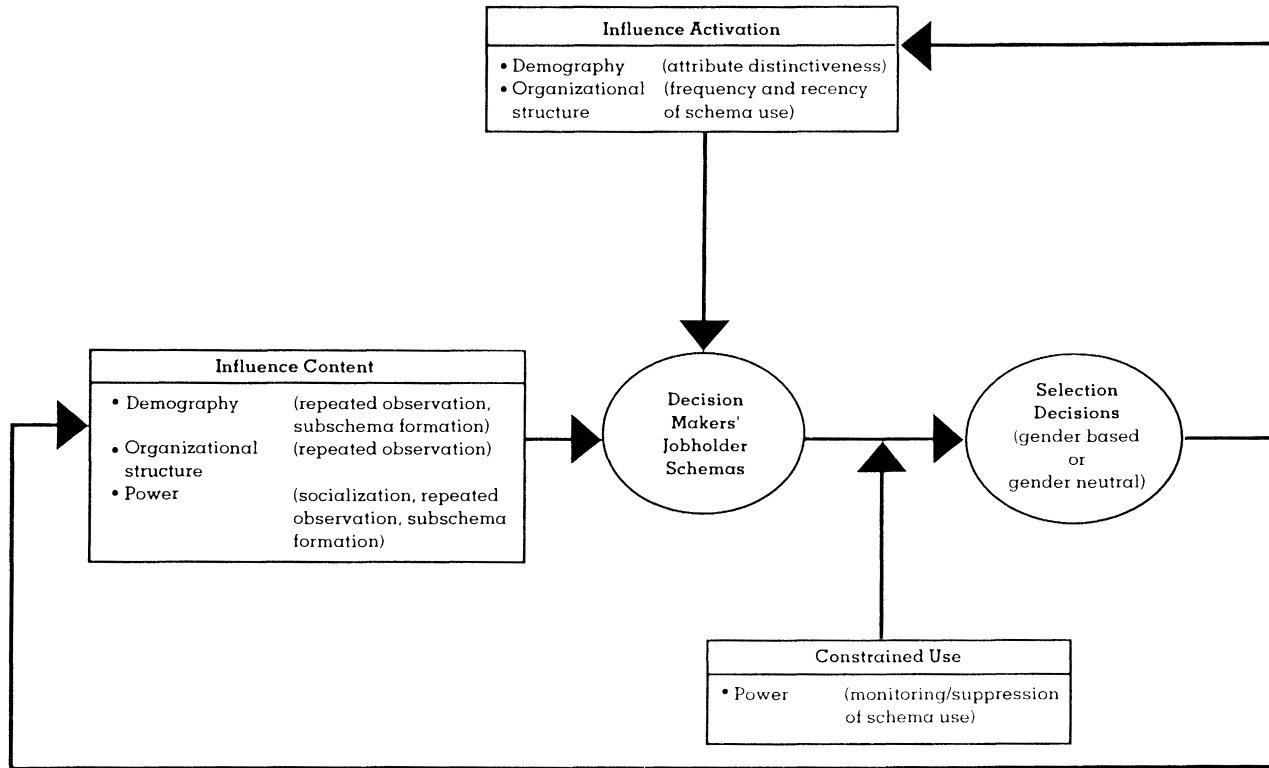 Influence Activation
• Demography (attribute distinctiveness)
• Organizational (frequency and recency
structure of schema use)
Influence Content
• Demography (repeated observation,
subschema formation)
• Organizational (repeated observation)
structure
• Power (socialization, repeated
observation, subschema
formation)
Decision
Makers'
Jobholder
Schemas
Selection
Decisions
(gender based
or
gender neutral)
Constrained Use
• Power (monitoring/suppression
of schema use)